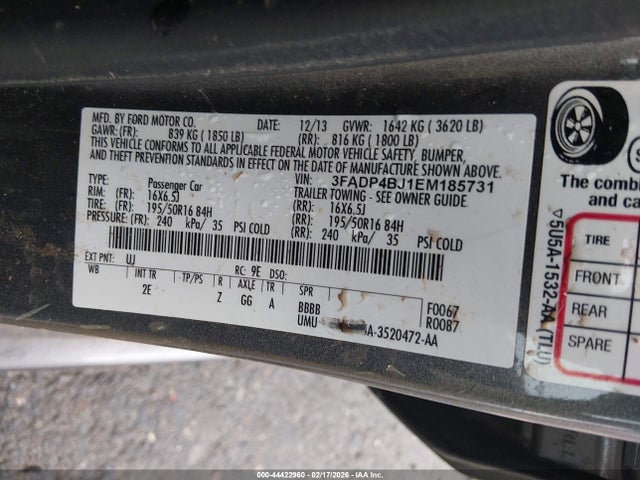 MFD. BY FORD MOTOR CO.
DATE: 12/13 GVWR: 1642 KG ( 3620 LB)
GAWR: (FR): 839 KG ( 1850 LB) (RR): 816 KG ( 1800 LB)
THIS VEHICLE CONFORMS TO ALL APPLICABLE FEDERAL MOTOR VEHICLE SAFETY, BUMPER,
AND THEFT PREVENTION STANDARDS IN EFFECT ON THE DATE OF MANUFACTURE SHOWN ABOVE.
VIN: 3FADP4BJ1EM185731
TYPE: Passenger Car TRAILER TOWING - SEE OWNER GUIDE
RIM: (FR): 16X6.5J (RR): 16X6.5J
TIRE: (FR): 195/50R16 84H (RR): 195/50R16 84H
PRESSURE: (FR): 240 kPa/ 35 PSI COLD (RR): 240 kPa/ 35 PSI COLD
EXT PNT: UJ RC: 9E DSO:
WB INT TR TP/PS R AXLE TR SPR
2E Z GG A BBBB F0067
UMU R0087
A-3520472-AA
The comb
TIRE
FRONT
REAR
SPARE
5U5A-1532-AA (TLU)
000-44422960 - 02/17/2026 - IAAI.COM